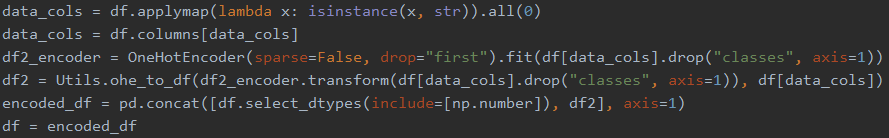 data_cols = df.applymap(lambda x: isinstance(x, str)).all(0)
data_cols = df.columns[data_cols]
df2_encoder = OneHotEncoder(sparse=False, drop="first").fit(df[data_cols].drop("classes", axis=1))
df2 = Utils.ohe_to_df(df2_encoder.transform(df[data_cols].drop("classes", axis=1)), df[data_cols])
encoded_df = pd.concat([df.select_dtypes(include=[np.number]), df2], axis=1)
df = encoded_df